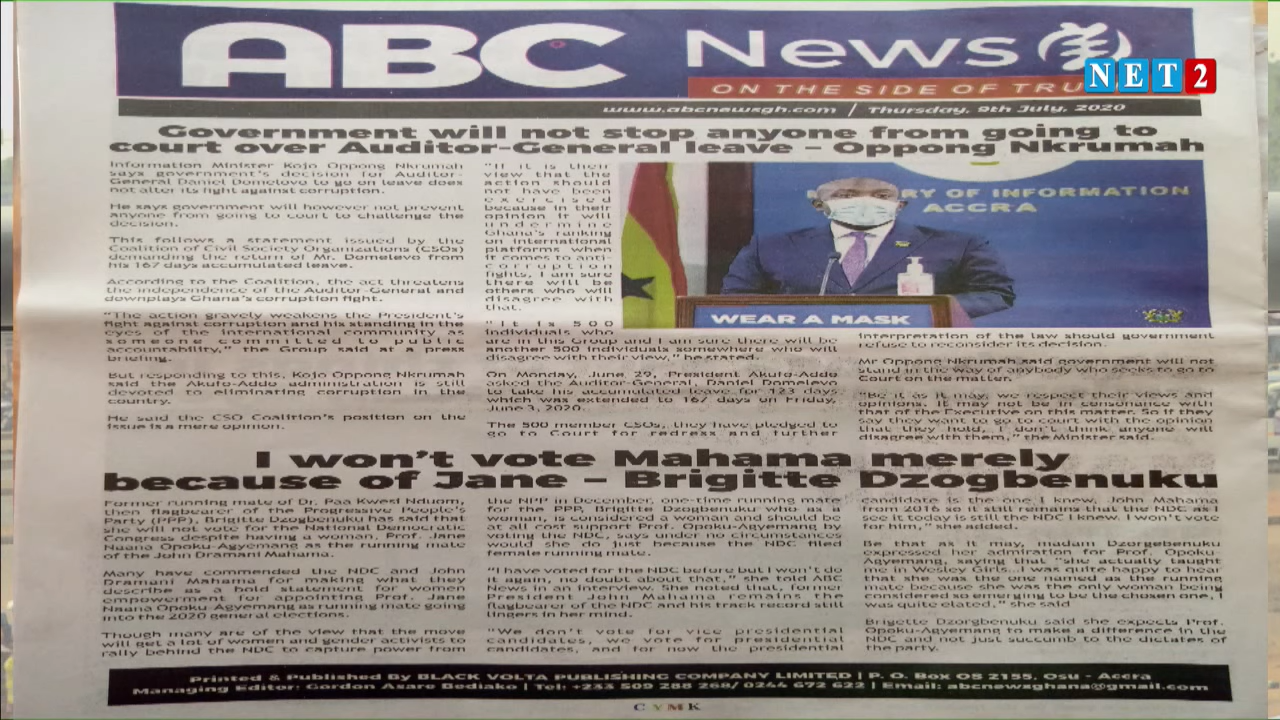 ABC News
NET2
ON THE SIDE OF TRU
www.abcnewsgh.com / Thursday, 9th July, 2020
Government will not stop anyone from going to
court over Auditor-General leave – Oppong Nkrumah
Information Minister Kojo Oppong Nkrumah
says government's decision for Auditor-
General Daniel Domelovo to go on leave does
not alter its fight against corruption.
He says government will however not prevent
anyone from going to court to challenge the
decision.
This follows a statement issued by the
Coalition of Civil Society Organizations (CSOs)
demanding the return of Mr. Domelevo from
his 167 days accumulated leave.
According to the Coalition, the act threatens
the independence of the Auditor-General and
downplays Ghana's corruption fight.
"The action gravely weakens the President's
fight against corruption and his standing in the
eyes of the international community as
someone committed to public
accountability," the Group said at a press
briefing.
But responding to this, Kojo Oppong Nkrumah
said the Akufo-Addo administration is still
devoted to eliminating corruption in the
country.
He said the CSO Coalition's position on the
issue is a mere opinion.
"If it is their
view that the
action should
not have been
exercised
because in their
opinion it will
undermine
Ghana's ranking
on international
platforms when
it comes to anti-
corruption
fights, I am sure
there will be
others who will
disagree with
that.
"It is 500
individuals who
are in this Group and I am sure there will be
another 500 individuals somewhere who will
disagree with their view," he stated.
On Monday, June 29, President Akufo-Addo
asked the Auditor-General, Daniel Domelevo
to take his accumulated leave for 123 days
which was extended to 167 days on Friday,
June 3, 2020.
The 500 member CSOs, they have pledged to
go to Court for redress and further
RY OF INFORMATION
ACCRA
WEAR A MASK
interpretation of the law should government
refuse to reconsider its decision.
Mr Oppong Nkrumah said government will not
stand in the way of anybody who seeks to go to
Court on the matter.
"Be it as it may, we respect their views and
opinions. It may not be in consonance with
that of the Executive on this matter. So if they
say they want to go to court with the opinion
that they hold, I don't think anyone will
disagree with them," the Minister said.
I won't vote Mahama merely
because of Jane – Brigitte Dzogbenuku
Former running mate of Dr. Paa Kwesi Nduom,
then flagbearer of the Progressive People's
Party (PPP), Brigitte Dzogbenuku has said that
she will not vote for the National Democratic
Congress despite having a woman, Prof. Jane
Naana Opoku-Agyemang as the running mate
of the John Dramani Mahama.
Many have commended the NDC and John
Dramani Mahama for making what they
describe as a bold statement for women
empowerment for appointing Prof. Jane
Naana Opoku-Agyemang as running mate going
into the 2020 general elections.
Though many are of the view that the move
will get a lot of women and gender activists to
rally behind the NDC to capture power from
the NPP in December, one-time running mate
for the PPP, Brigitte Dzogbenuku who as a
woman, is considered a woman and should be
at all cost support Prof. Opoku-Agyemang by
voting the NDC, says under no circumstances
would she do just because the NDC filed
female running mate.
"I have voted for the NDC before but I won't do
it again, no doubt about that," she told ABC
News in an interview. She noted that, former
President John Mahama remains the
flagbearer of the NDC and his track record still
lingers in her mind.
"We don't vote for vice presidential
candidates, we vote for presidential
candidates, and for now the presidential
candidate is the one I knew, John Mahama
from 2016 so it still remains that the NDC as I
see it today is still the NDC I knew. I won't vote
for him," she added.
Be that as it may, madam Dzorgebenuku
expressed her admiration for Prof. Opoku-
Agyemang, saying that "she actually taught
me in Wesley Girls...I was quite happy to hear
that she was the one named as the running
mate because she was the only woman being
considered so emerging to be the chosen one, I
was quite elated," she said
Brigette Dzorgbenuku said she expects Prof.
Opoku-Agyemang to make a difference in the
NDC and not just succumb to the dictates of
the party.
Printed & Published By BLACK VOLTA PUBLISHING COMPANY LIMITED | P. O. Box OS 2155, Osu - Accra
Managing Editor: Gordon Asare Bediako | Tel: +233 509 288 268/ 0244 672 622 | Email: abcnewsghana@gmail.com
CYMK